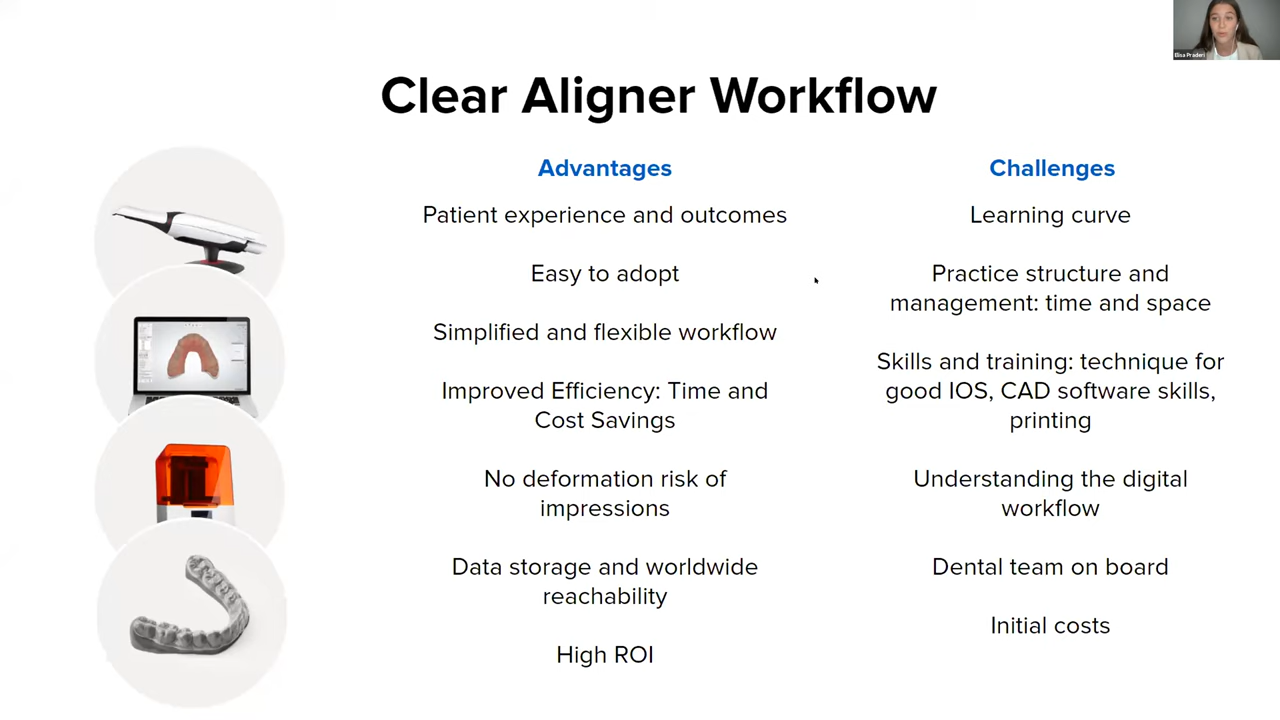 Elisa Praderi
Clear Aligner Workflow
Advantages
Patient experience and outcomes
Easy to adopt
Simplified and flexible workflow
Improved Efficiency: Time and
Cost Savings
No deformation risk of
impressions
Data storage and worldwide
reachability
High ROI
Challenges
Learning curve
Practice structure and
management: time and space
Skills and training: technique for
good IOS, CAD software skills,
printing
Understanding the digital
workflow
Dental team on board
Initial costs